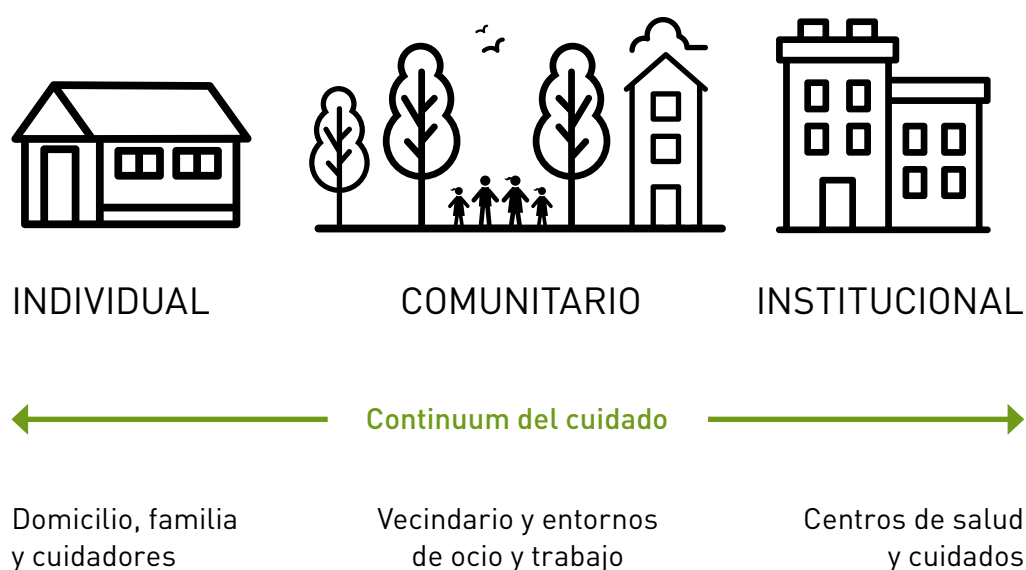 INDIVIDUAL
COMUNITARIO
INSTITUCIONAL
Continuum del cuidado
Domicilio, familia
y cuidadores
Vecindario y entornos
de ocio y trabajo
Centros de salud
y cuidados